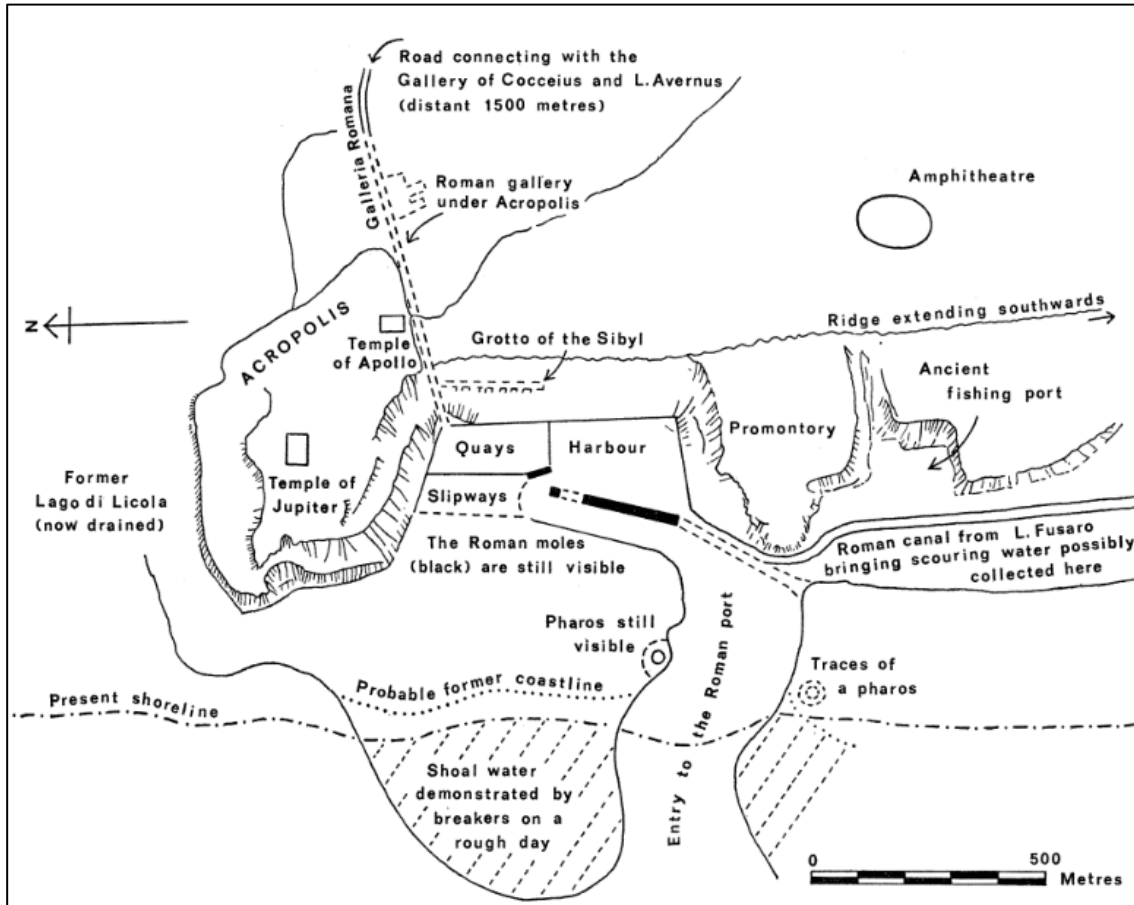 Road connecting with the
Gallery of Cocceius and L. Avernus
(distant 1500 metres)
Galleria Romana
Roman gallery
under Acropolis
Amphitheatre
N
ACROPOLIS
Temple
of Apollo
Grotto of the Sibyl
Ridge extending southwards
Ancient
fishing port
Quays
Harbour
Promontory
Former
Lago di Licola
(now drained)
Temple of
Jupiter
Slipways
The Roman moles
(black) are still visible
Roman canal from L. Fusaro
bringing scouring water possibly
collected here
Pharos still
visible
Entry to the Roman port
Traces of
a pharos
Probable former coastline
Present shoreline
Shoal water
demonstrated by
breakers on a
rough day
0 500
Metres